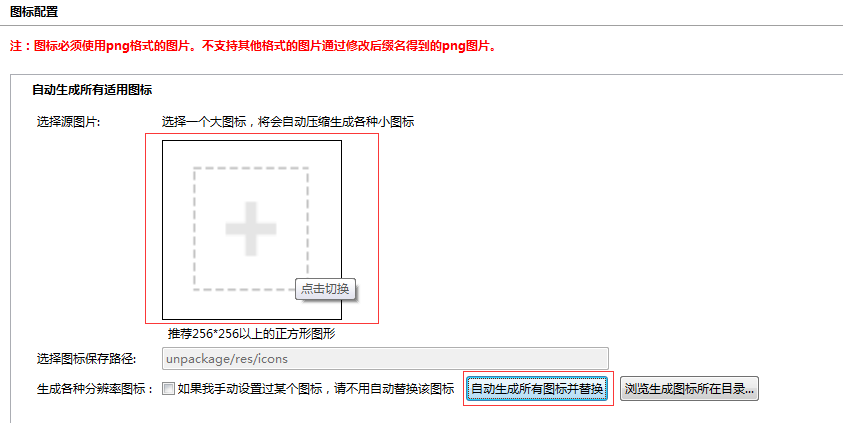 图标配置
注：图标必须使用png格式的图片。不支持其他格式的图片通过修改后缀名得到的png图片。
自动生成所有适用图标
选择源图片: 选择一个大图标，将会自动压缩生成各种小图标
点击切换
推荐256*256以上的正方形图形
选择图标保存路径: unpackage/res/icons
生成各种分辨率图标： 如果我手动设置过某个图标，请不用自动替换该图标 自动生成所有图标并替换 浏览生成图标所在目录...